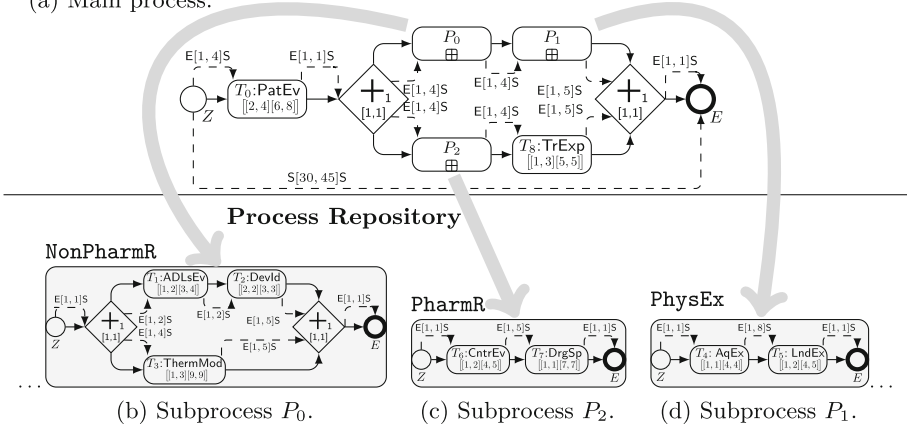 (a) Main process.
E[1, 4]S
E[1, 1]S
P0
P1
E[1, 1]S
T0:PatEv
[[2, 4][6, 8]]
Z
+1
[1,1]
E[1, 4]S
E[1, 4]S
E[1, 4]S
E[1, 4]S
E[1, 5]S
E[1, 5]S
+1
[1,1]
E
P2
T8:TrExp
[[1, 3][5, 5]]
S[30, 45]S
Process Repository
NonPharmR
E[1, 1]S
T1:ADLsEv
[[1, 2][3, 4]]
T2:DevId
[[2, 2][3, 3]]
E[1, 1]S
Z
+1
[1,1]
E[1, 2]S
E[1, 4]S
E[1, 2]S
E[1, 5]S
E[1, 5]S
+1
[1,1]
E
T3:ThermMod
[[1, 3][9, 9]]
...
(b) Subprocess P0.
PharmR
E[1, 1]S
E[1, 5]S
E[1, 1]S
T6:CntrEv
[[1, 2][4, 5]]
T7:DrgSp
[[1, 1][7, 7]]
Z
E
(c) Subprocess P2.
PhysEx
E[1, 1]S
E[1, 8]S
E[1, 1]S
T4: AqEx
[[1, 1][4, 4]]
T5: LndEx
[[1, 2][4, 5]]
Z
E
...
(d) Subprocess P1.